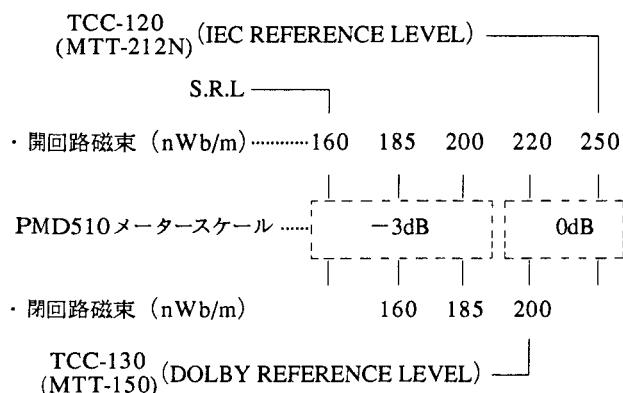 TCC-120
(MTT-212N) (IEC REFERENCE LEVEL)
S.R.L
・開回路磁束 (nWb/m) ………… 160 185 200 220 250
PMD510メータースケール …… −3dB 0dB
・閉回路磁束 (nWb/m) 160 185 200
TCC-130
(MTT-150) (DOLBY REFERENCE LEVEL)